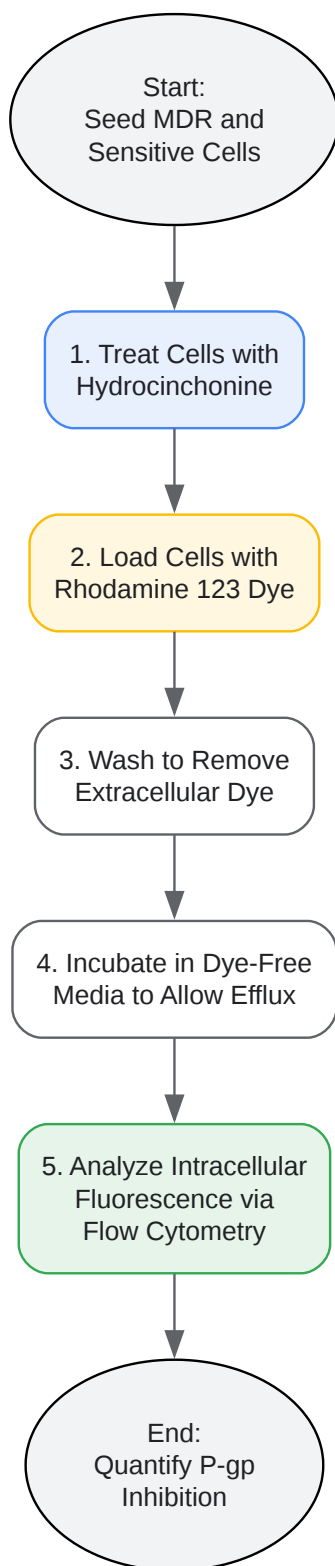 Start:
Seed MDR and
Sensitive Cells
1. Treat Cells with
Hydrocinchonine
2. Load Cells with
Rhodamine 123 Dye
3. Wash to Remove
Extracellular Dye
4. Incubate in Dye-Free
Media to Allow Efflux
5. Analyze Intracellular
Fluorescence via
Flow Cytometry
End:
Quantify P-gp
Inhibition